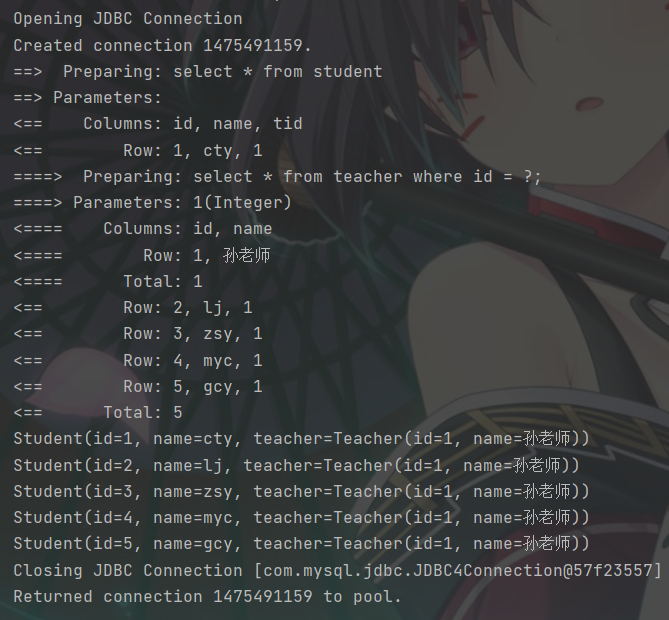 Opening JDBC Connection
Created connection 1475491159.
==>  Preparing: select * from student
==> Parameters:
<==    Columns: id, name, tid
<==        Row: 1, cty, 1
====>  Preparing: select * from teacher where id = ?;
====> Parameters: 1(Integer)
<====    Columns: id, name
<====        Row: 1, 孙老师
<====      Total: 1
<==        Row: 2, lj, 1
<==        Row: 3, zsy, 1
<==        Row: 4, myc, 1
<==        Row: 5, gcy, 1
<==      Total: 5
Student(id=1, name=cty, teacher=Teacher(id=1, name=孙老师))
Student(id=2, name=lj, teacher=Teacher(id=1, name=孙老师))
Student(id=3, name=zsy, teacher=Teacher(id=1, name=孙老师))
Student(id=4, name=myc, teacher=Teacher(id=1, name=孙老师))
Student(id=5, name=gcy, teacher=Teacher(id=1, name=孙老师))
Closing JDBC Connection [com.mysql.jdbc.JDBC4Connection@57f23557]
Returned connection 1475491159 to pool.